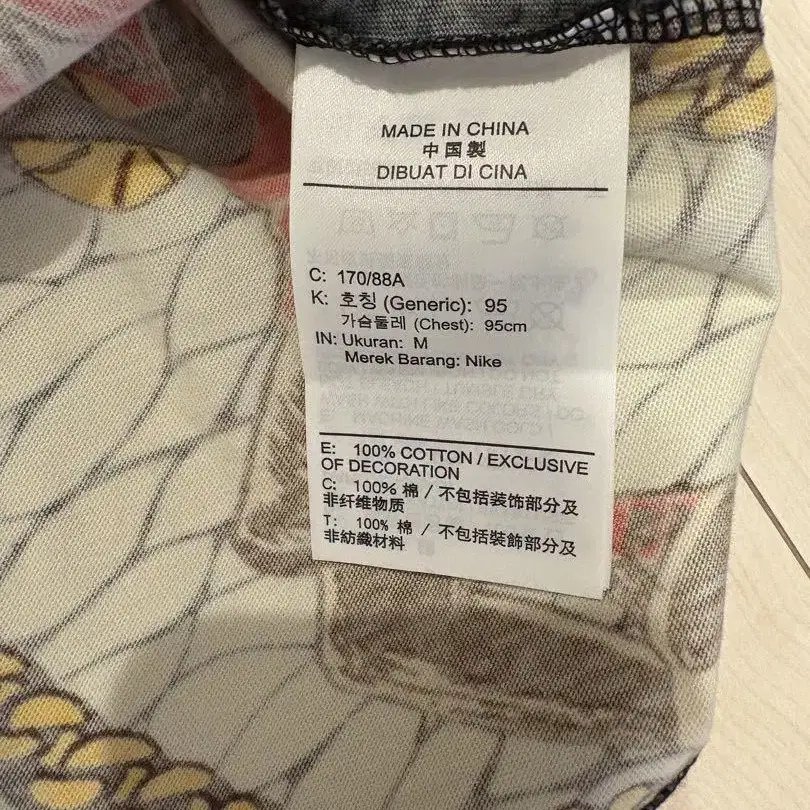 MADE IN CHINA
中国製
DIBUAT DI CINA
C: 170/88A
K: 호칭 (Generic): 95
가슴둘레 (Chest): 95cm
IN: Ukuran: M
Merek Barang: Nike
E: 100% COTTON / EXCLUSIVE
OF DECORATION
C: 100% 棉 / 不包括装饰部分及
非纤维物质
T: 100% 棉 / 不包括裝飾部分及
非紡織材料